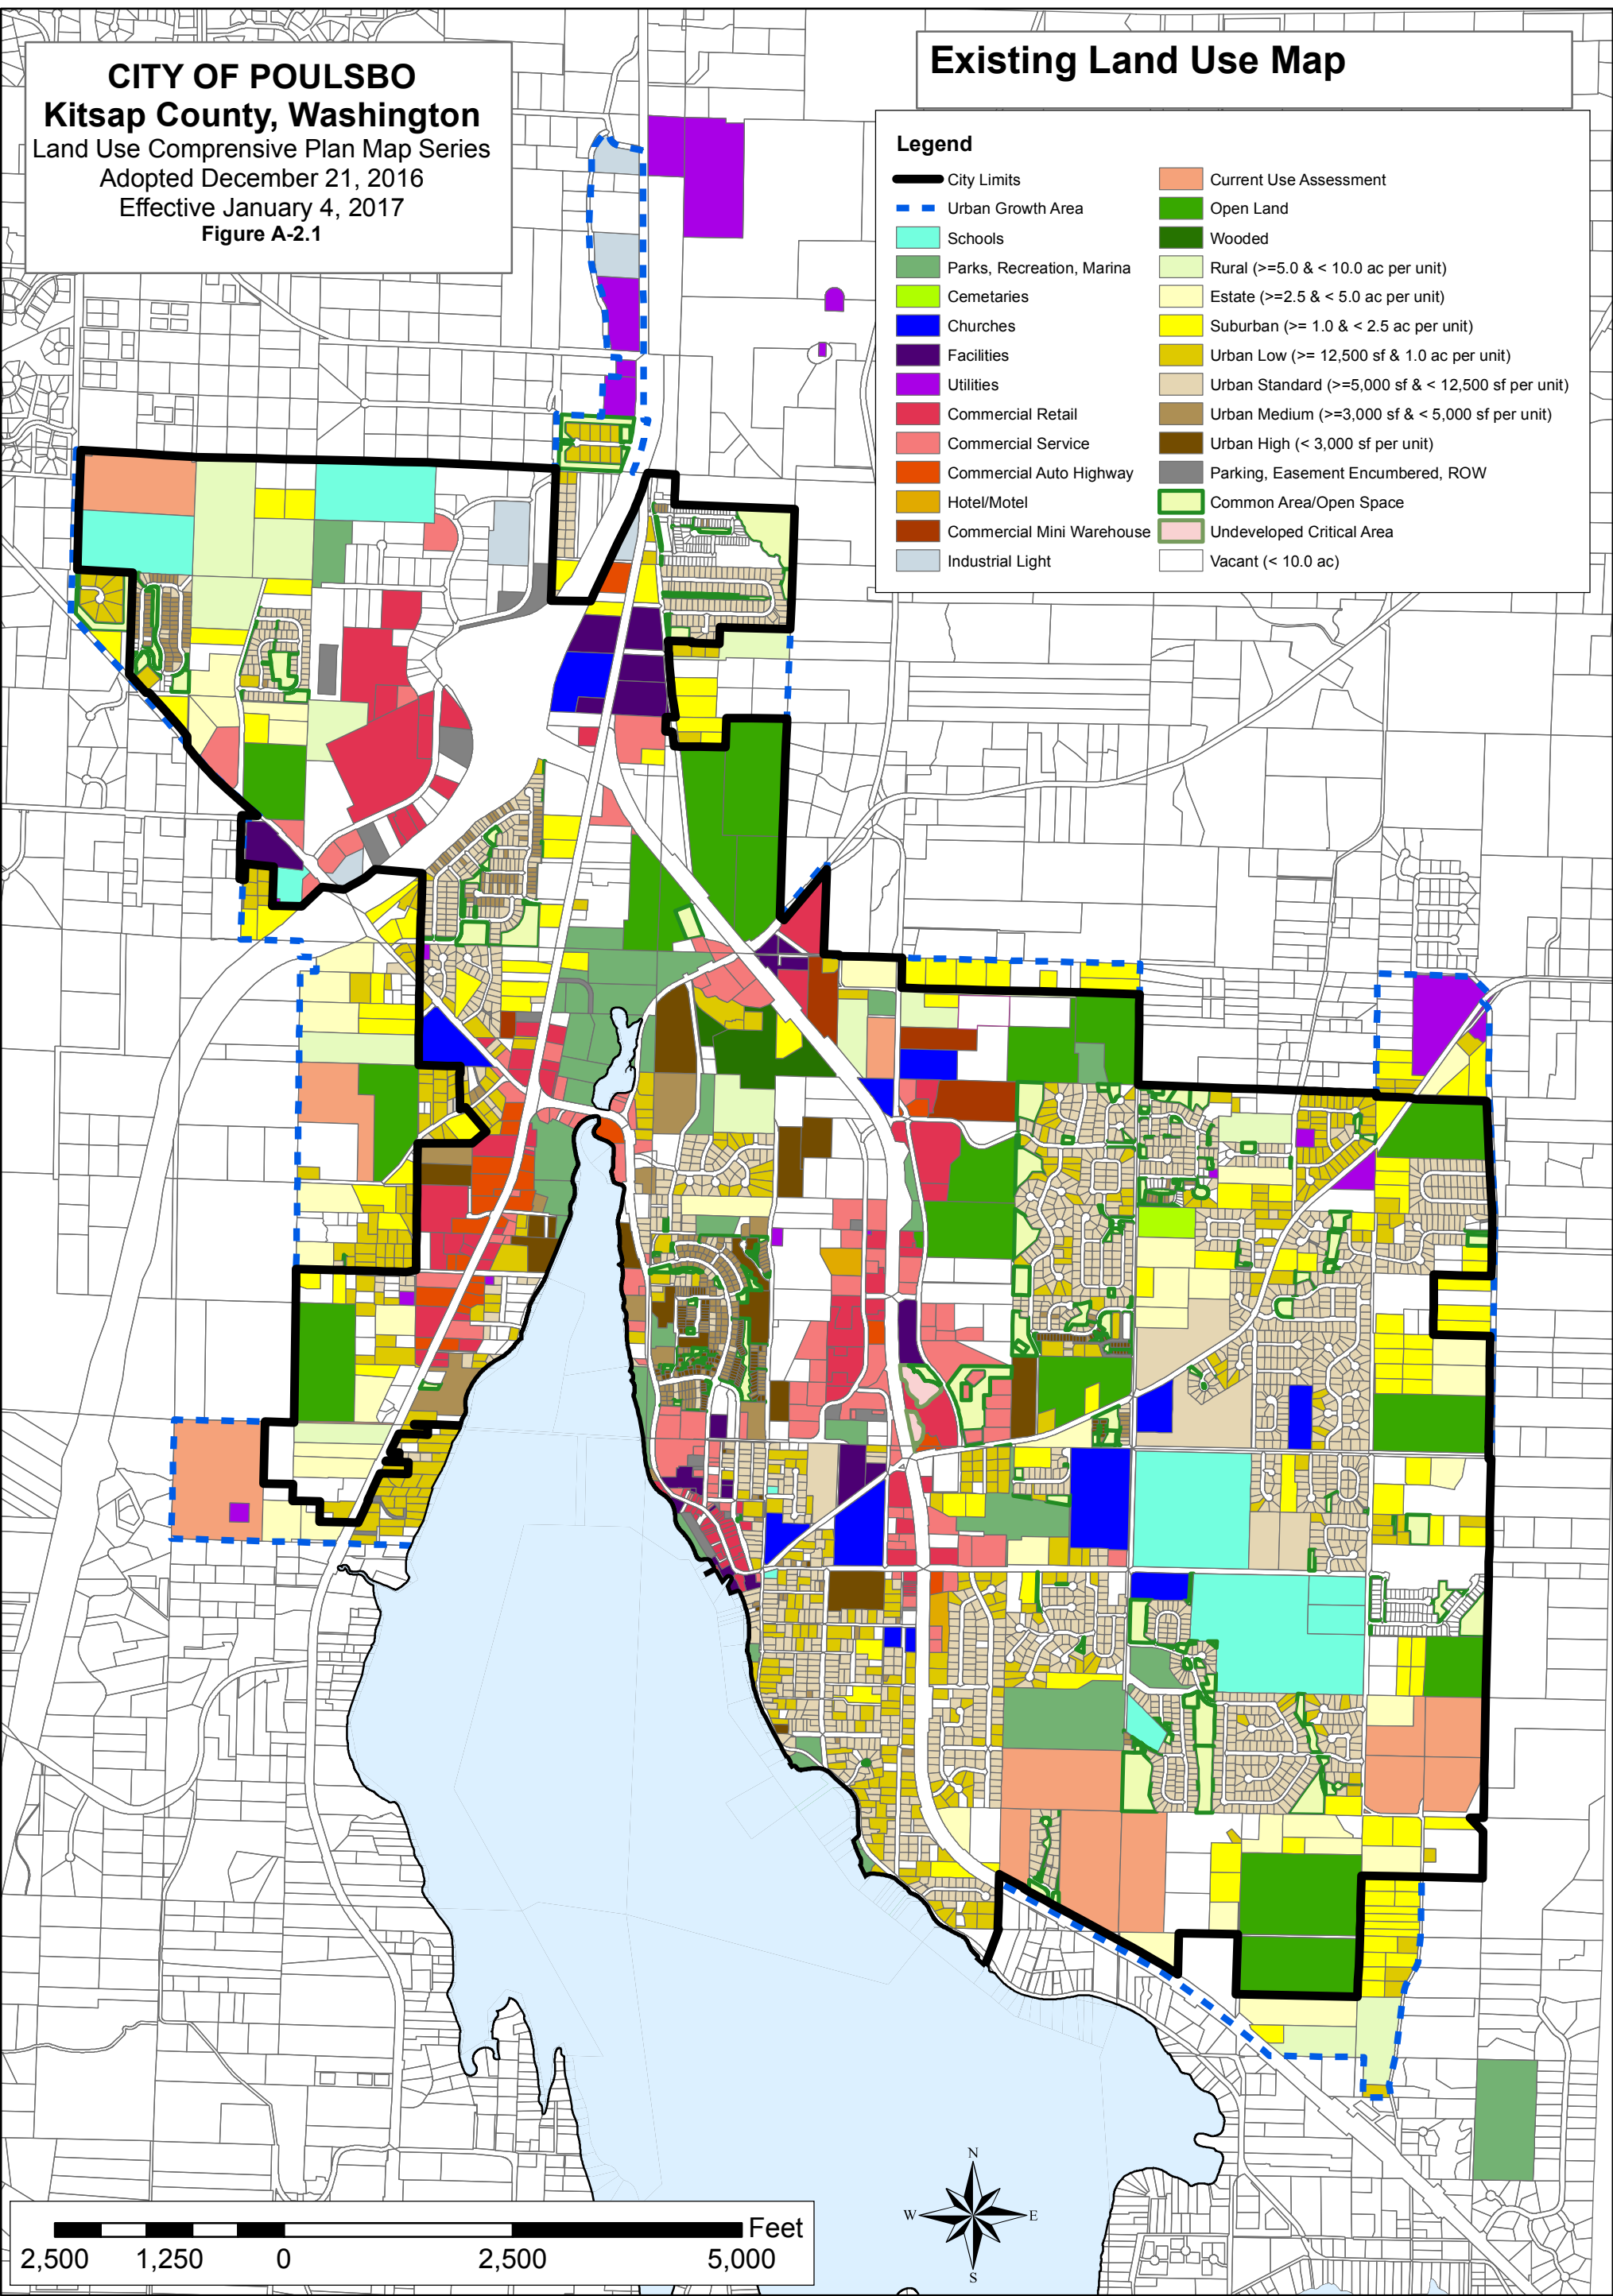 CITY OF POULSBO
Kitsap County, Washington
Land Use Comprensive Plan Map Series
Adopted December 21, 2016
Effective January 4, 2017
Figure A-2.1
Existing Land Use Map
Legend
City Limits
Urban Growth Area
Schools
Parks, Recreation, Marina
Cemetaries
Churches
Facilities
Utilities
Commercial Retail
Commercial Service
Commercial Auto Highway
Hotel/Motel
Commercial Mini Warehouse
Industrial Light
Current Use Assessment
Open Land
Wooded
Rural (>=5.0 & < 10.0 ac per unit)
Estate (>=2.5 & < 5.0 ac per unit)
Suburban (>= 1.0 & < 2.5 ac per unit)
Urban Low (>= 12,500 sf & 1.0 ac per unit)
Urban Standard (>=5,000 sf & < 12,500 sf per unit)
Urban Medium (>=3,000 sf & < 5,000 sf per unit)
Urban High (< 3,000 sf per unit)
Parking, Easement Encumbered, ROW
Common Area/Open Space
Undeveloped Critical Area
Vacant (< 10.0 ac)
N
W E
S
Feet
2,500 1,250 0 2,500 5,000